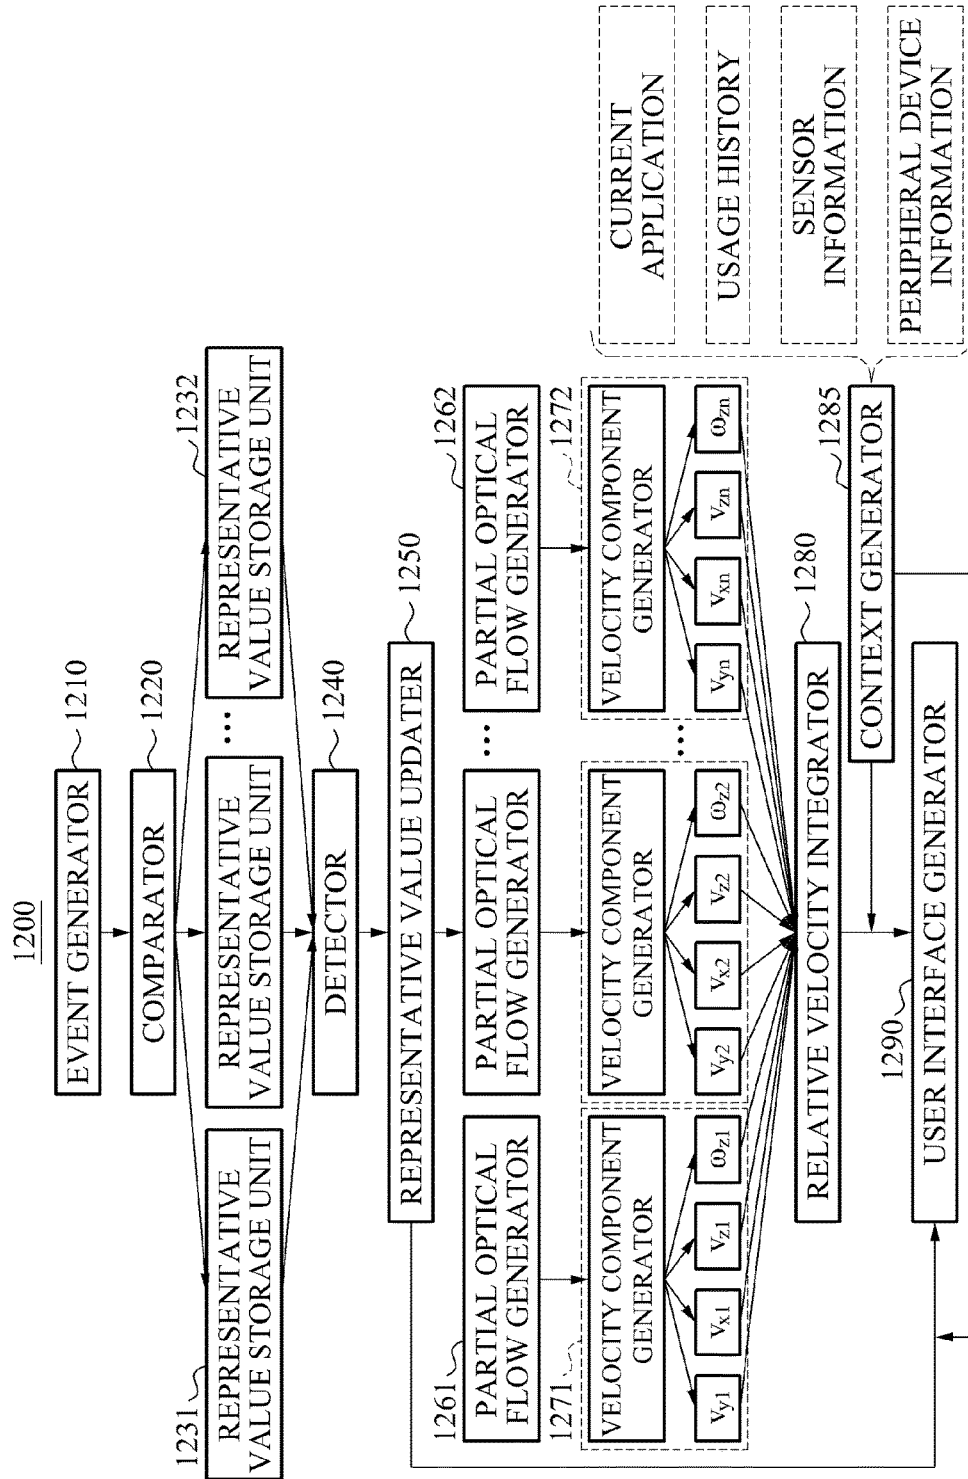 1200
EVENT GENERATOR
1210
COMPARATOR
1220
1231
REPRESENTATIVE
VALUE STORAGE UNIT
REPRESENTATIVE
VALUE STORAGE UNIT
...
REPRESENTATIVE
VALUE STORAGE UNIT
1232
DETECTOR
1240
REPRESENTATIVE VALUE UPDATER
1250
1261
PARTIAL OPTICAL
FLOW GENERATOR
PARTIAL OPTICAL
FLOW GENERATOR
...
PARTIAL OPTICAL
FLOW GENERATOR
1262
1271
VELOCITY COMPONENT
GENERATOR
vy1
vx1
vz1
ωz1
VELOCITY COMPONENT
GENERATOR
vy2
vx2
vz2
ωz2
...
VELOCITY COMPONENT
GENERATOR
vyn
vxn
vzn
ωzn
1272
CURRENT
APPLICATION
USAGE HISTORY
SENSOR
INFORMATION
PERIPHERAL DEVICE
INFORMATION
RELATIVE VELOCITY INTEGRATOR
1280
CONTEXT GENERATOR
1285
1290
USER INTERFACE GENERATOR